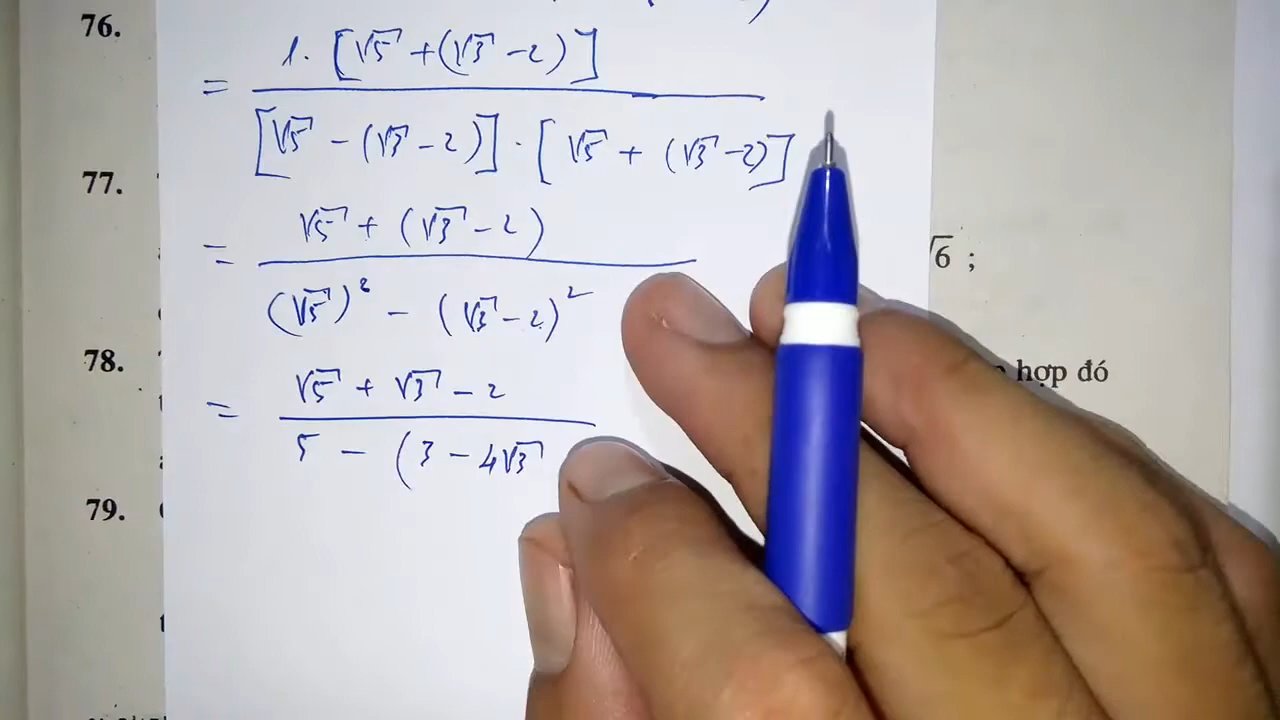 76.
= 1. [√5 + (√3 - 2)] / [√5 - (√3 - 2)] . [√5 + (√3 - 2)]
77.
= √5 + (√3 - 2) / (√5)² - (√3 - 2)²
√6 ;
78.
hợp đó
= √5 + √3 - 2 / 5 - (3 - 4√3
79.